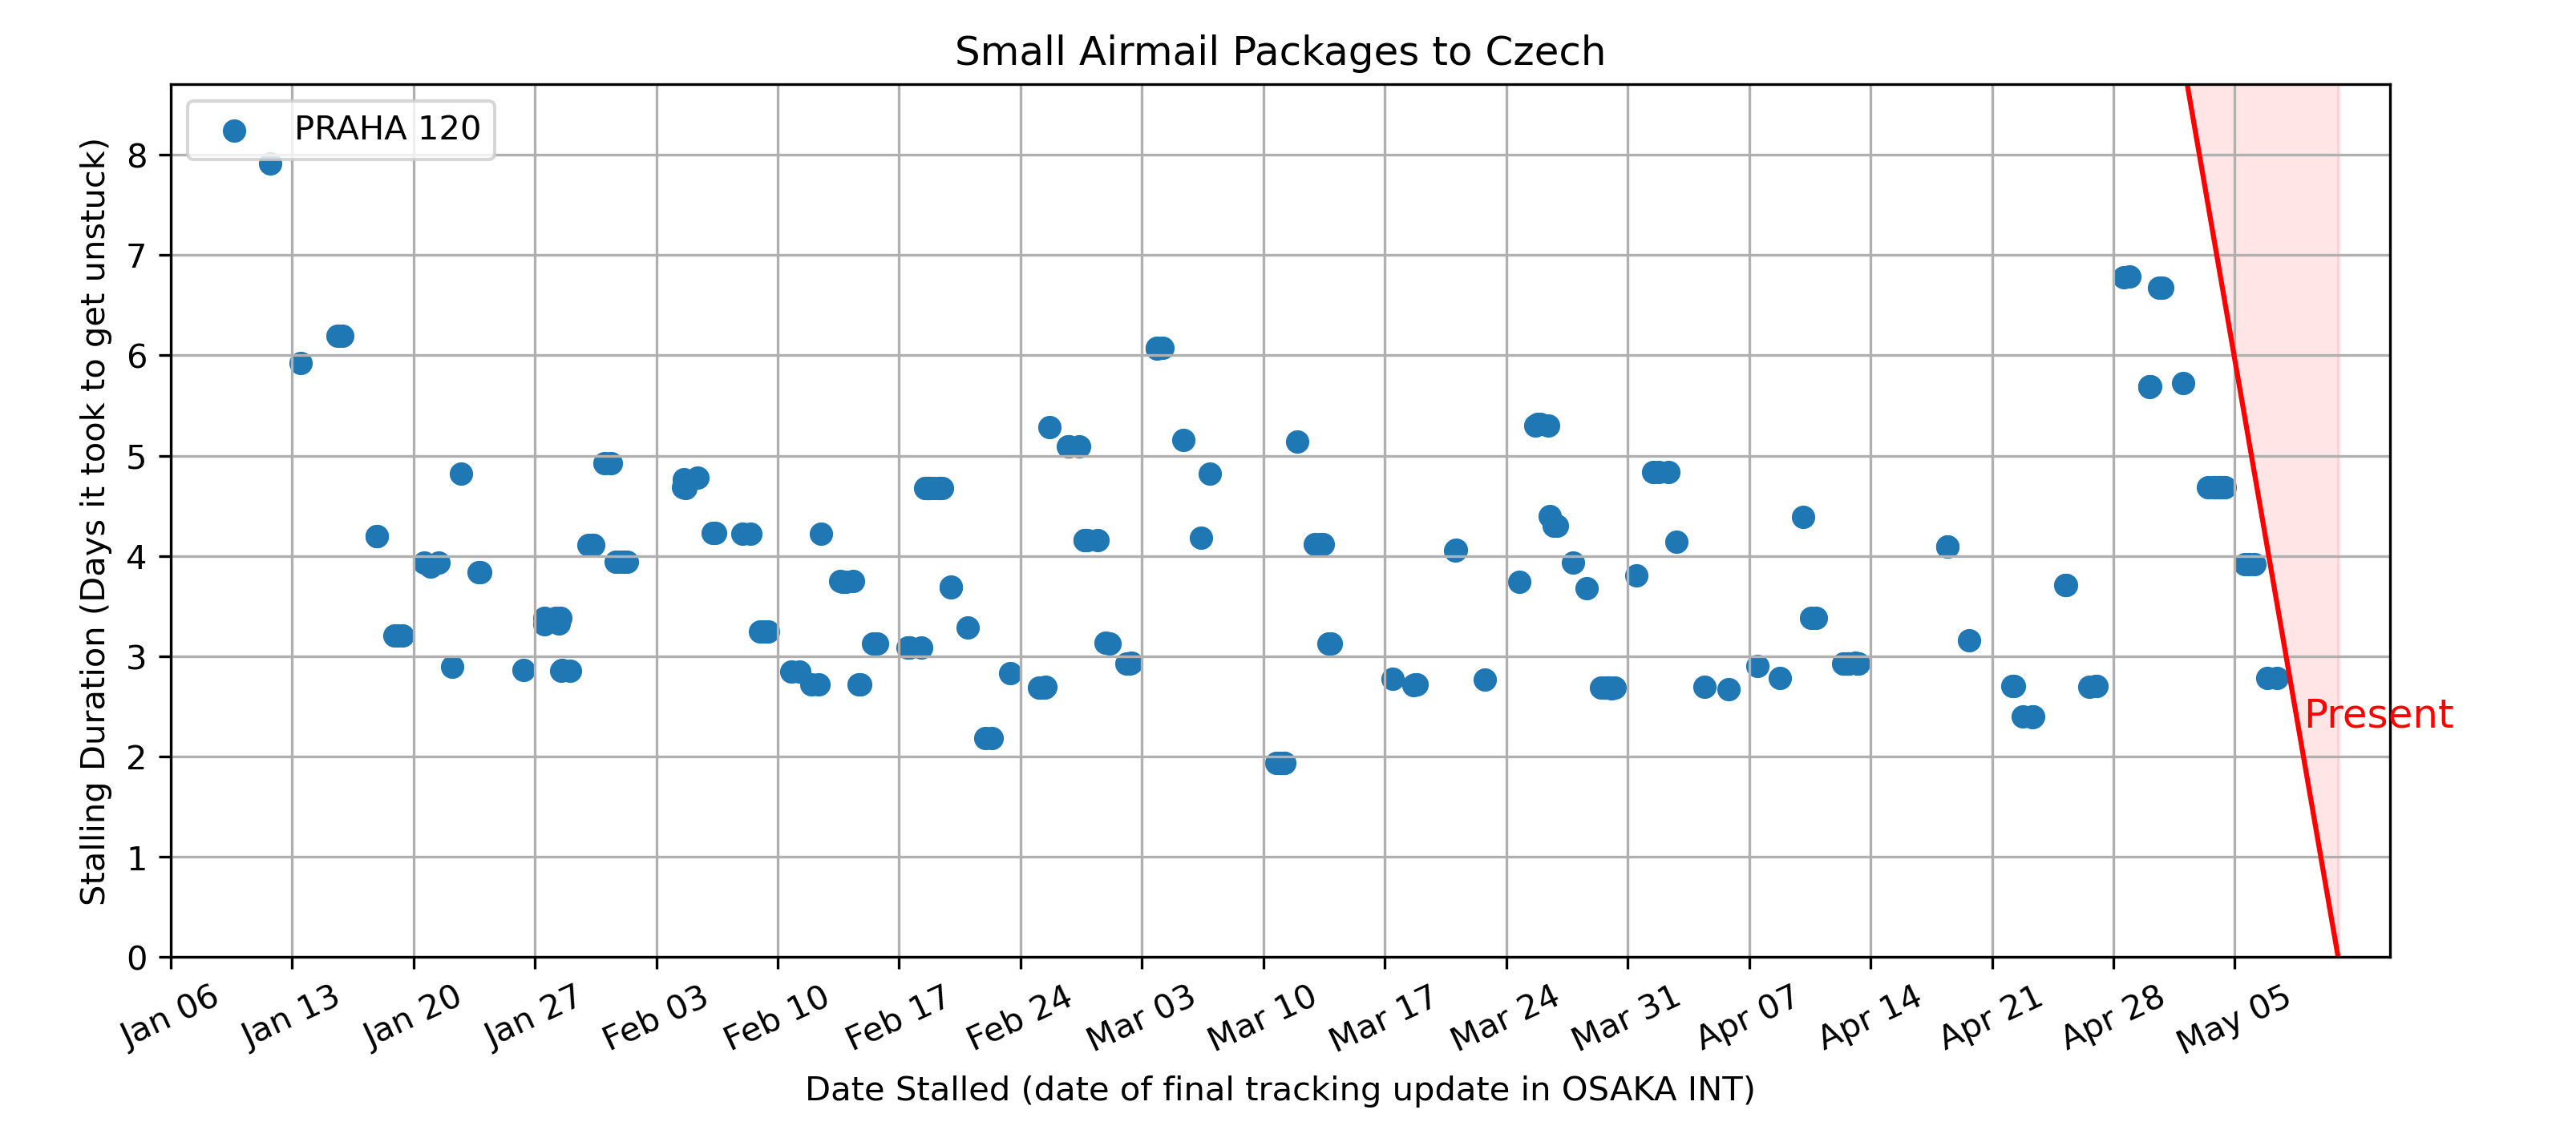 Small Airmail Packages to Czech
PRAHA 120
Stalling Duration (Days it took to get unstuck)
8
7
6
5
4
3
2
1
0
Present
Jan 06
Jan 13
Jan 20
Jan 27
Feb 03
Feb 10
Feb 17
Feb 24
Mar 03
Mar 10
Mar 17
Mar 24
Mar 31
Apr 07
Apr 14
Apr 21
Apr 28
May 05
Date Stalled (date of final tracking update in OSAKA INT)